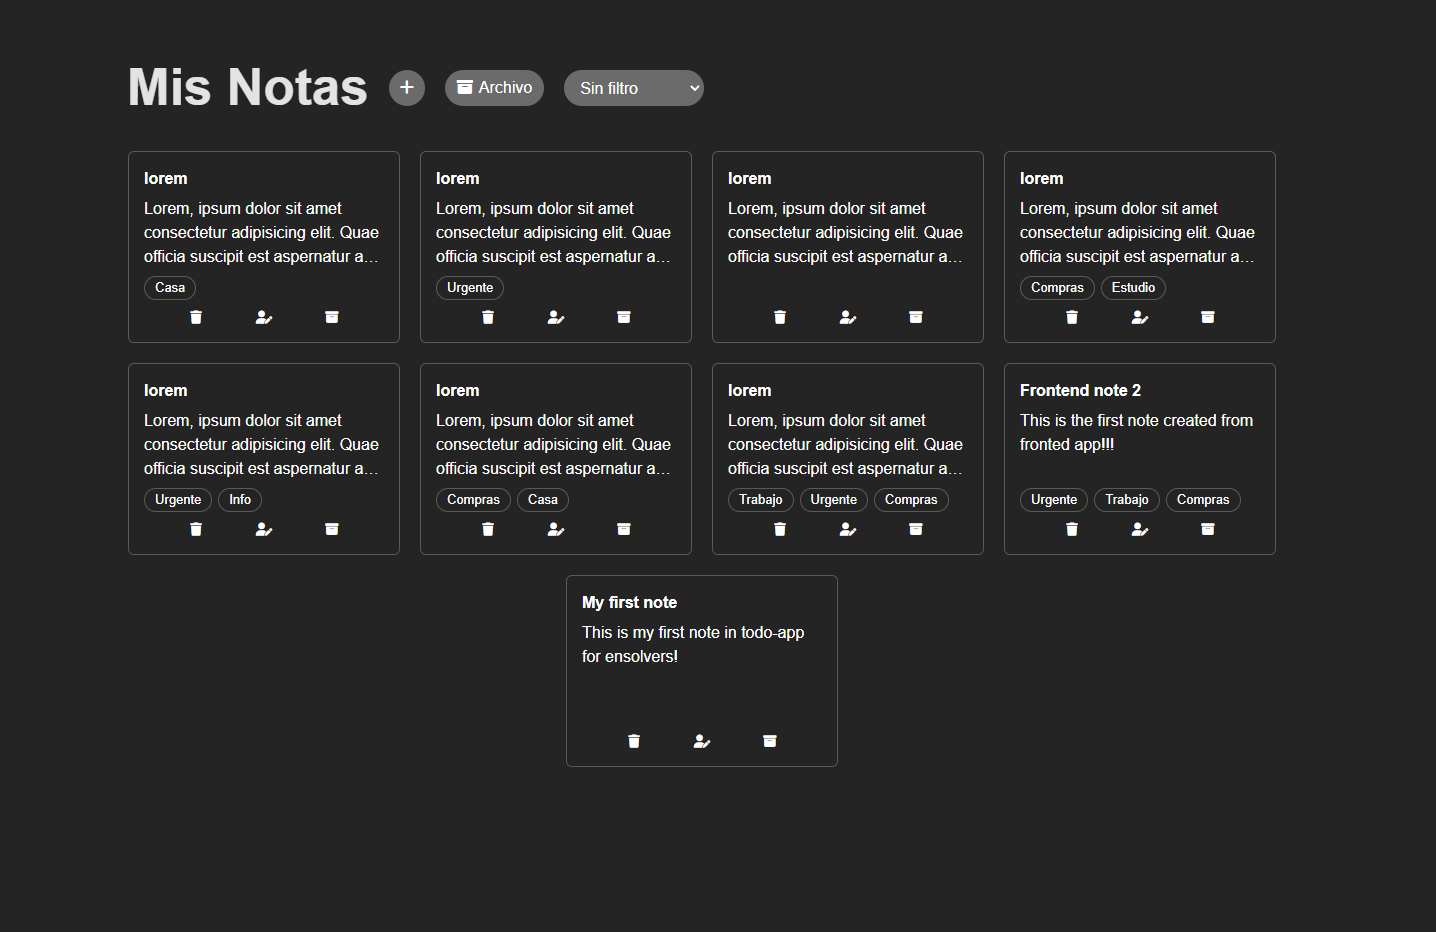 Mis Notas + Archivo Sin filtro
lorem
Lorem, ipsum dolor sit amet
consectetur adipisicing elit. Quae
officia suscipit est aspernatur a…
Casa
lorem
Lorem, ipsum dolor sit amet
consectetur adipisicing elit. Quae
officia suscipit est aspernatur a…
Urgente
lorem
Lorem, ipsum dolor sit amet
consectetur adipisicing elit. Quae
officia suscipit est aspernatur a…
lorem
Lorem, ipsum dolor sit amet
consectetur adipisicing elit. Quae
officia suscipit est aspernatur a…
Compras Estudio
lorem
Lorem, ipsum dolor sit amet
consectetur adipisicing elit. Quae
officia suscipit est aspernatur a…
Urgente Info
lorem
Lorem, ipsum dolor sit amet
consectetur adipisicing elit. Quae
officia suscipit est aspernatur a…
Compras Casa
lorem
Lorem, ipsum dolor sit amet
consectetur adipisicing elit. Quae
officia suscipit est aspernatur a…
Trabajo Urgente Compras
Frontend note 2
This is the first note created from
fronted app!!!
Urgente Trabajo Compras
My first note
This is my first note in todo-app
for ensolvers!